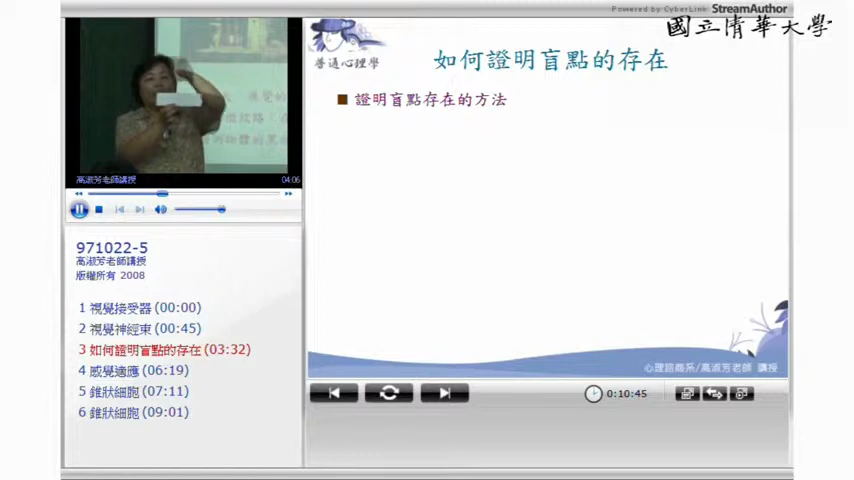 Powered by CyberLink StreamAuthor
國立清華大學
普通心理學
如何證明盲點的存在
■ 證明盲點存在的方法
高淑芳老師講授 04:06
971022-5
高淑芳老師講授
版權所有 2008
1 視覺接受器 (00:00)
2 視覺神經束 (00:45)
3 如何證明盲點的存在 (03:32)
4 感覺適應 (06:19)
5 錐狀細胞 (07:11)
6 錐狀細胞 (09:01)
心理諮商系/高淑芳老師 講授
0:10:45